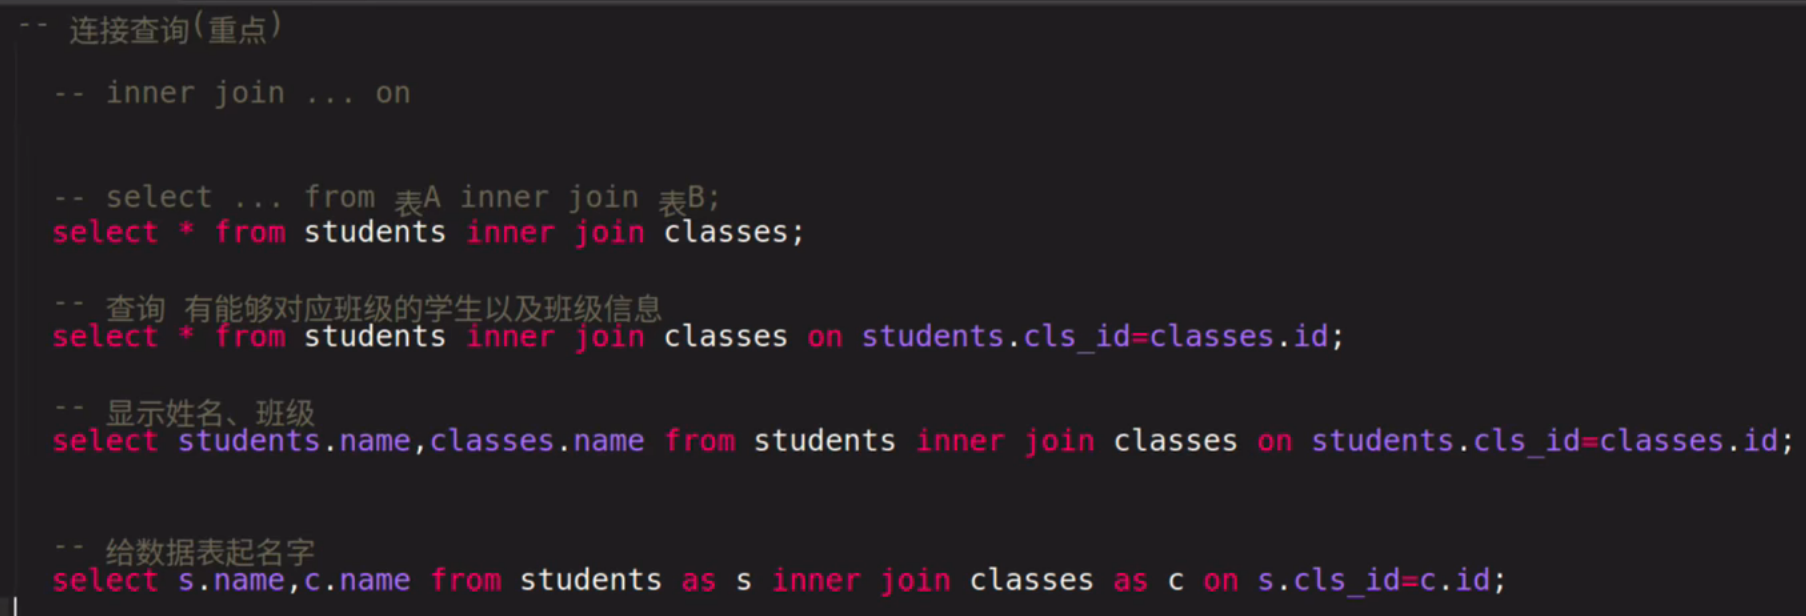 -- 连接查询(重点)
-- inner join ... on
-- select ... from 表A inner join 表B;
select * from students inner join classes;
-- 查询 有能够对应班级的学生以及班级信息
select * from students inner join classes on students.cls_id=classes.id;
-- 显示姓名、班级
select students.name,classes.name from students inner join classes on students.cls_id=classes.id;
-- 给数据表起名字
select s.name,c.name from students as s inner join classes as c on s.cls_id=c.id;